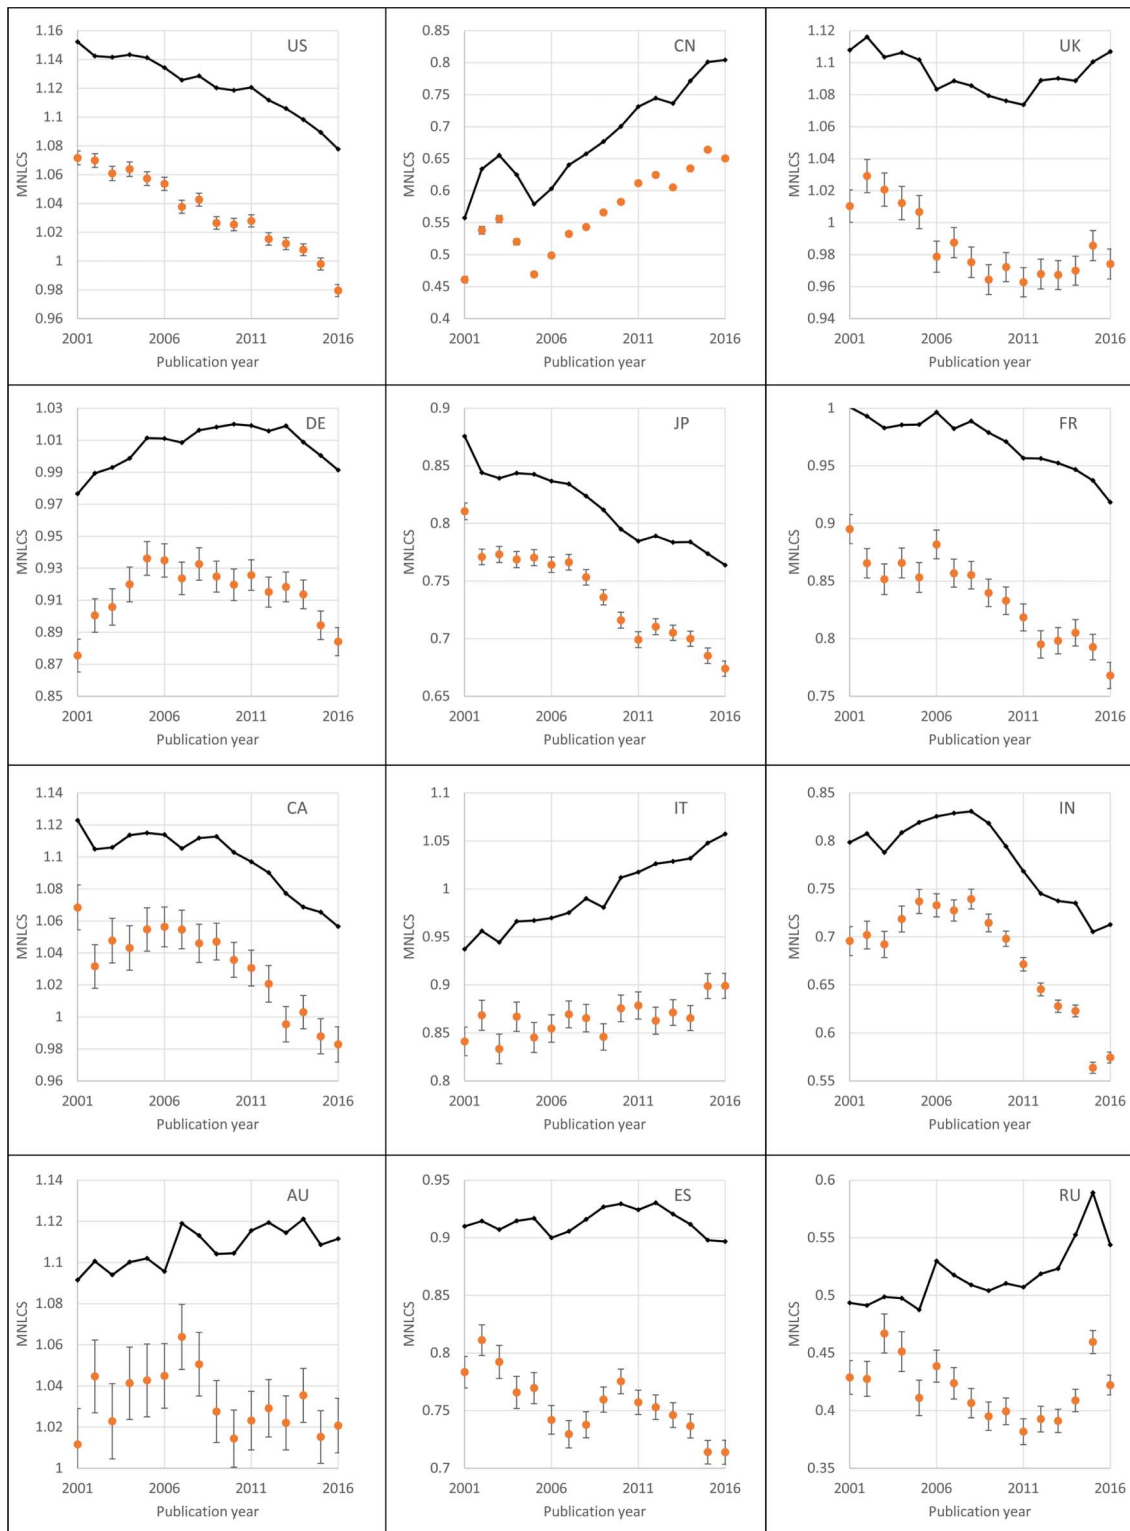 US
MNLCS
1.16
1.14
1.12
1.1
1.08
1.06
1.04
1.02
1
0.98
0.96
2001 2006 2011 2016
Publication year
CN
MNLCS
0.85
0.8
0.75
0.7
0.65
0.6
0.55
0.5
0.45
0.4
2001 2006 2011 2016
Publication year
UK
MNLCS
1.12
1.1
1.08
1.06
1.04
1.02
1
0.98
0.96
0.94
2001 2006 2011 2016
Publication year
DE
MNLCS
1.03
1.01
0.99
0.97
0.95
0.93
0.91
0.89
0.87
0.85
2001 2006 2011 2016
Publication year
JP
MNLCS
0.9
0.85
0.8
0.75
0.7
0.65
2001 2006 2011 2016
Publication year
FR
MNLCS
1
0.95
0.9
0.85
0.8
0.75
2001 2006 2011 2016
Publication year
CA
MNLCS
1.14
1.12
1.1
1.08
1.06
1.04
1.02
1
0.98
0.96
2001 2006 2011 2016
Publication year
IT
MNLCS
1.1
1.05
1
0.95
0.9
0.85
0.8
2001 2006 2011 2016
Publication year
IN
MNLCS
0.85
0.8
0.75
0.7
0.65
0.6
0.55
2001 2006 2011 2016
Publication year
AU
MNLCS
1.14
1.12
1.1
1.08
1.06
1.04
1.02
1
2001 2006 2011 2016
Publication year
ES
MNLCS
0.95
0.9
0.85
0.8
0.75
0.7
2001 2006 2011 2016
Publication year
RU
MNLCS
0.6
0.55
0.5
0.45
0.4
0.35
2001 2006 2011 2016
Publication year